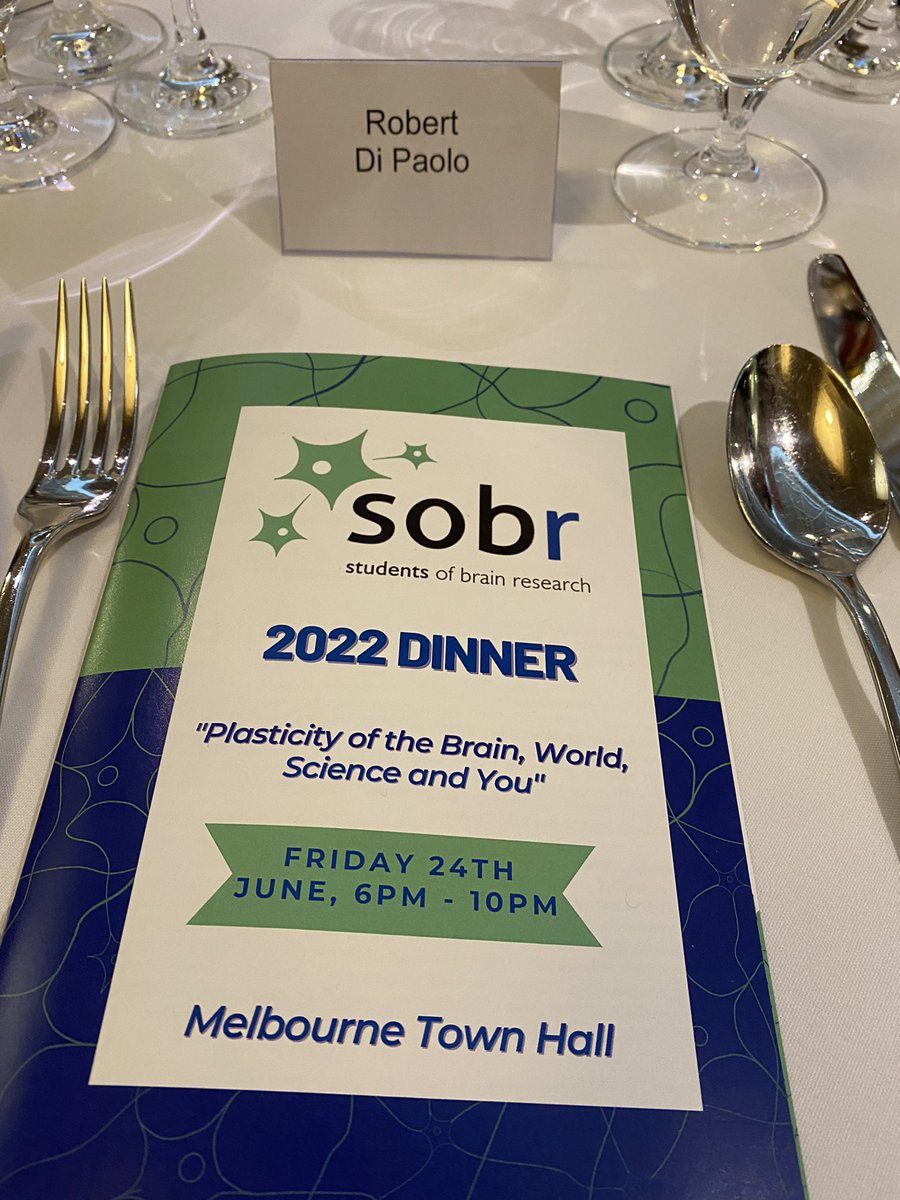 Robert
Di Paolo
sobr
students of brain research
2022 DINNER
"Plasticity of the Brain, World,
Science and You"
FRIDAY 24TH
JUNE, 6PM - 10PM
Melbourne Town Hall